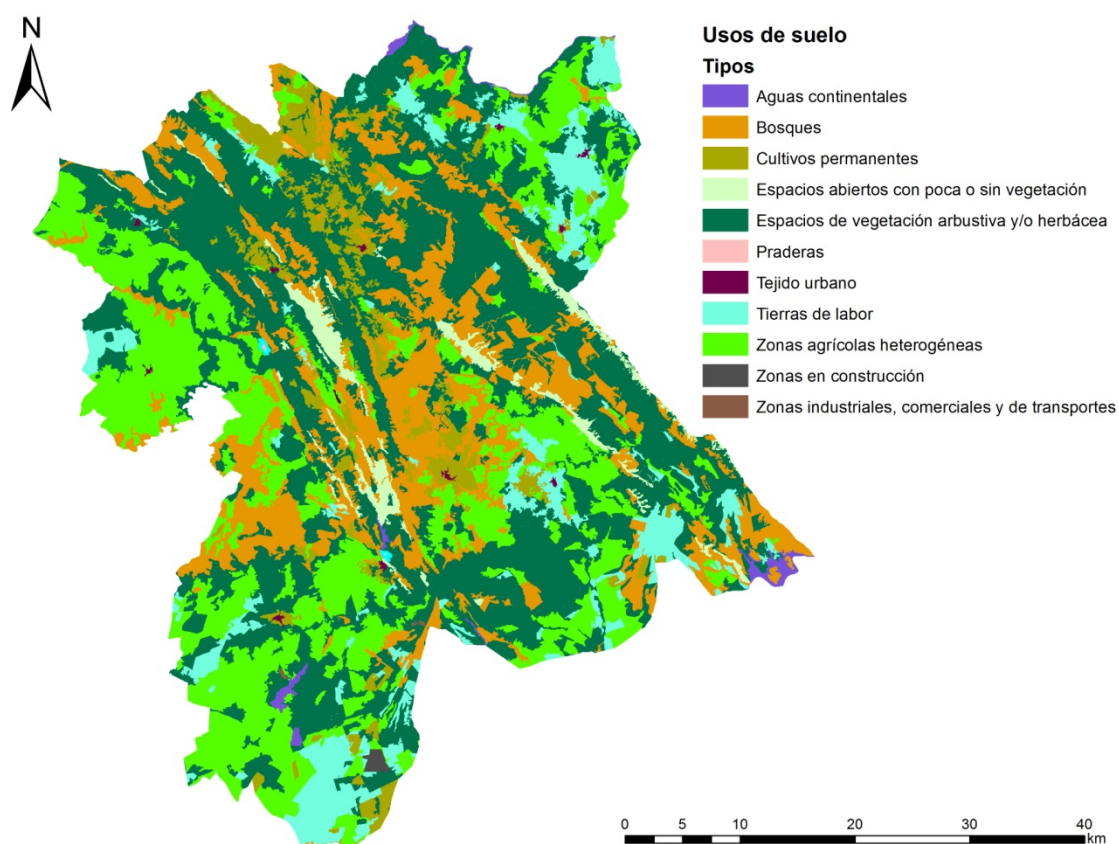 N
Usos de suelo
Tipos
Aguas continentales
Bosques
Cultivos permanentes
Espacios abiertos con poca o sin vegetación
Espacios de vegetación arbustiva y/o herbácea
Praderas
Tejido urbano
Tierras de labor
Zonas agrícolas heterogéneas
Zonas en construcción
Zonas industriales, comerciales y de transportes
0 5 10 20 30 40
km